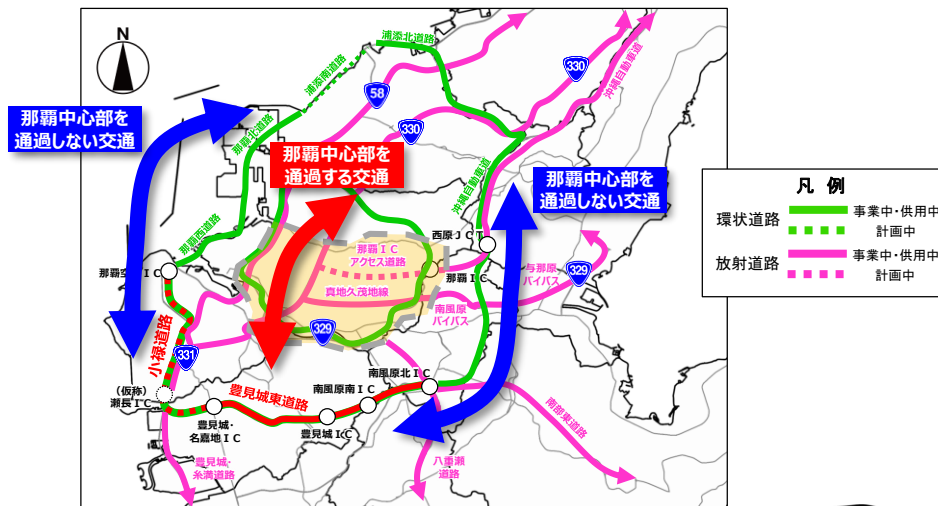 N
浦添北道路
浦添南道路
58
330
330
沖縄自動車道
那覇中心部を
通過しない交通
那覇北道路
那覇中心部を
通過する交通
沖縄自動車道
那覇中心部を
通過しない交通
那覇西道路
西原ＪＣＴ
那覇空 ＩＣ
那覇ＩＣ
アクセス道路
那覇ＩＣ
与那原
バイパス
329
真地久茂地線
南風原
バイパス
329
小禄道路
331
南風原北ＩＣ
（仮称）
瀬長ＩＣ
豊見城東道路
南風原南ＩＣ
豊見城・
名嘉地ＩＣ
豊見城ＩＣ
南部東道路
豊見城・
糸満道路
八重瀬
道路
凡 例
環状道路
事業中・供用中
計画中
放射道路
事業中・供用中
計画中